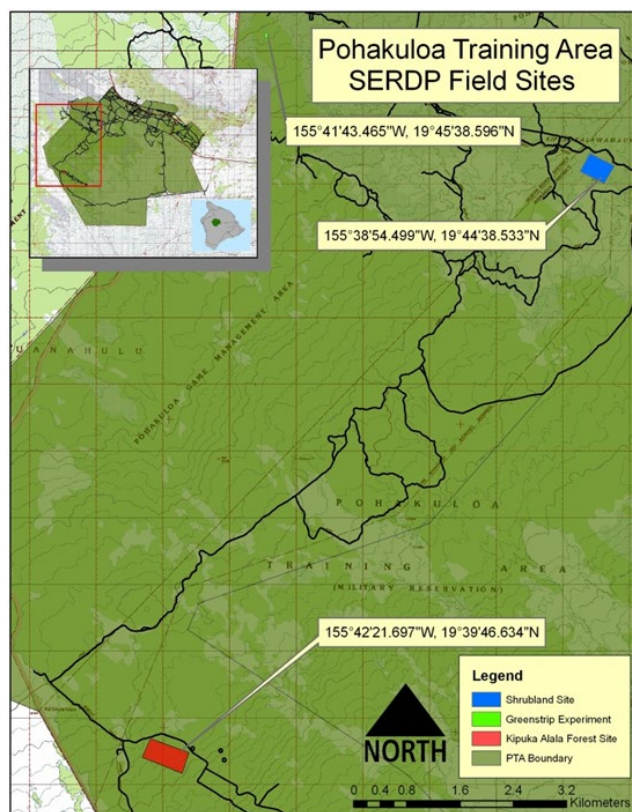 Pohakuloa Training Area
SERDP Field Sites
155°41'43.465"W, 19°45'38.596"N
155°38'54.499"W, 19°44'38.533"N
POHAKULOA GAME MANAGEMENT AREA
POHAKULOA
TRAINING AREA
(MILITARY RESERVATION)
155°42'21.697"W, 19°39'46.634"N
NORTH
Legend
Shrubland Site
Greenstrip Experiment
Kipuka Alala Forest Site
PTA Boundary
0 0.4 0.8 1.6 2.4 3.2
Kilometers